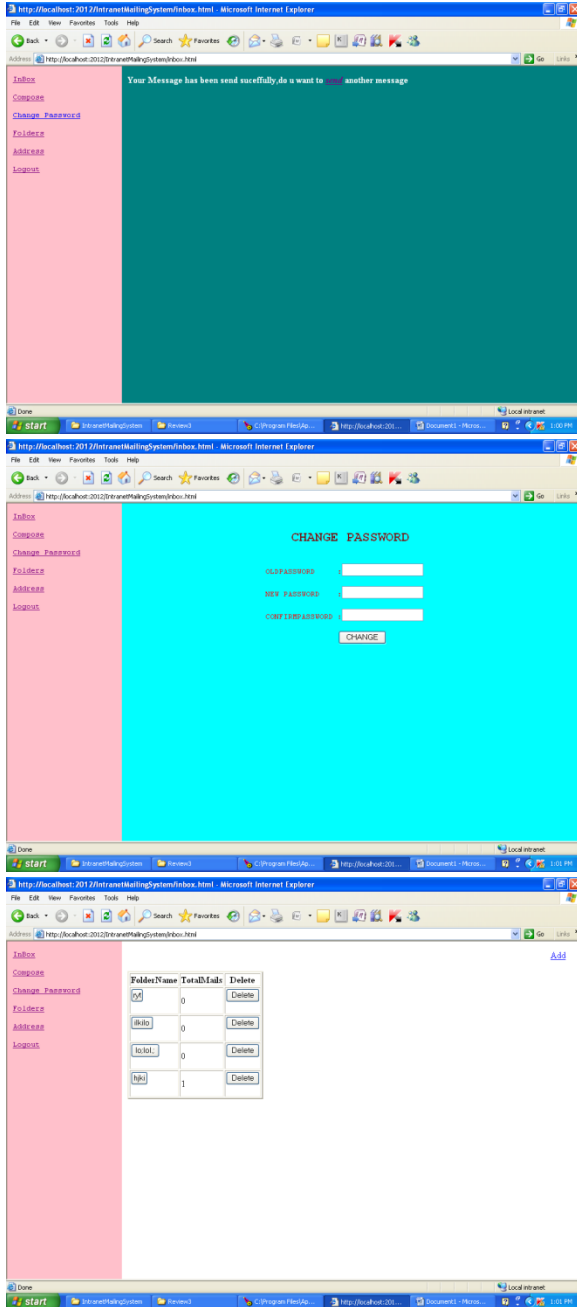 http://localhost:2012/IntranetMailingSystem/inbox.html - Microsoft Internet Explorer
File Edit View Favorites Tools Help
Back Search Favorites
Address http://localhost:2012/IntranetMailingSystem/inbox.html Go Links
InBox
Your Message has been send suceffully,do u want to send another message
Compose
Change Password
Folders
Address
Logout
Done Local intranet
start IntranetMailingSystem Review3 C:\Program Files\Ap... http://localhost:201... Document1 - Micros... 1:00 PM
http://localhost:2012/IntranetMailingSystem/inbox.html - Microsoft Internet Explorer
File Edit View Favorites Tools Help
Back Search Favorites
Address http://localhost:2012/IntranetMailingSystem/inbox.html Go Links
InBox
Compose
Change Password
Folders
Address
Logout
CHANGE PASSWORD
OLDPASSWORD :
NEW PASSWORD :
CONFIRMPASSWORD :
CHANGE
Done Local intranet
start IntranetMailingSystem Review3 C:\Program Files\Ap... http://localhost:201... Document1 - Micros... 1:01 PM
http://localhost:2012/IntranetMailingSystem/inbox.html - Microsoft Internet Explorer
File Edit View Favorites Tools Help
Back Search Favorites
Address http://localhost:2012/IntranetMailingSystem/inbox.html Go Links
InBox
Compose
Change Password
Folders
Address
Logout
Add
FolderName TotalMails Delete
0 Delete
ilkilo 0 Delete
lo;lol,; 0 Delete
hjki 1 Delete
Done Local intranet
start IntranetMailingSystem Review3 C:\Program Files\Ap... http://localhost:201... Document1 - Micros... 1:01 PM